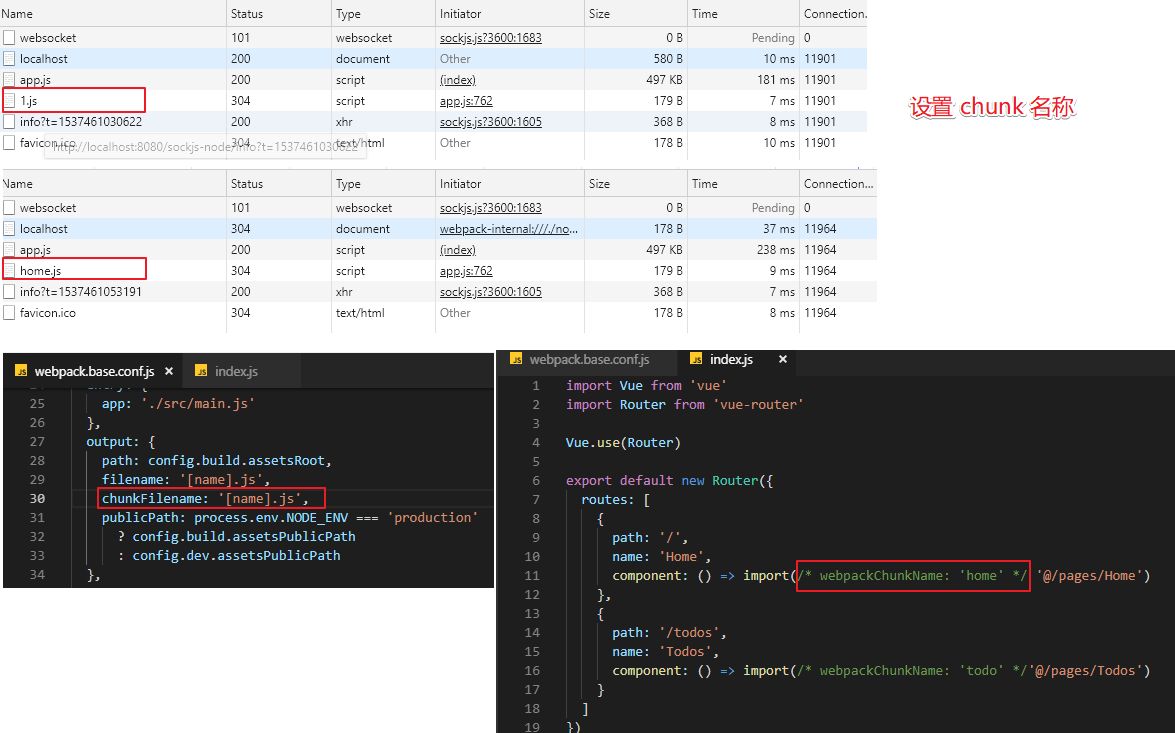 Name Status Type Initiator Size Time Connection.
websocket 101 websocket sockjs.js?3600:1683 0 B Pending 0
localhost 200 document Other 580 B 10 ms 11901
app.js 200 script (index) 497 KB 181 ms 11901
1.js 304 script app.js:762 179 B 7 ms 11901
设置 chunk 名称
info?t=1537461030622 200 xhr sockjs.js?3600:1605 368 B 8 ms 11901
favicon.ico 304 text/html Other 178 B 10 ms 11901
http://localhost:8080/sockjs-node/info?t=1537461030622
Name Status Type Initiator Size Time Connection...
websocket 101 websocket sockjs.js?3600:1683 0 B Pending 0
localhost 304 document webpack-internal:///./no... 178 B 37 ms 11964
app.js 200 script (index) 497 KB 238 ms 11964
home.js 304 script app.js:762 179 B 9 ms 11964
info?t=1537461053191 200 xhr sockjs.js?3600:1605 368 B 7 ms 11964
favicon.ico 304 text/html Other 178 B 8 ms 11964
JS webpack.base.conf.js × JS index.js
24 entry: {
25 app: './src/main.js'
26 },
27 output: {
28 path: config.build.assetsRoot,
29 filename: '[name].js',
30 chunkFilename: '[name].js',
31 publicPath: process.env.NODE_ENV === 'production'
32 ? config.build.assetsPublicPath
33 : config.dev.assetsPublicPath
34 },
JS webpack.base.conf.js JS index.js ×
1 import Vue from 'vue'
2 import Router from 'vue-router'
3
4 Vue.use(Router)
5
6 export default new Router({
7 routes: [
8 {
9 path: '/',
10 name: 'Home',
11 component: () => import(/* webpackChunkName: 'home' */ '@/pages/Home')
12 },
13 {
14 path: '/todos',
15 name: 'Todos',
16 component: () => import(/* webpackChunkName: 'todo' */'@/pages/Todos')
17 }
18 ]
19 })